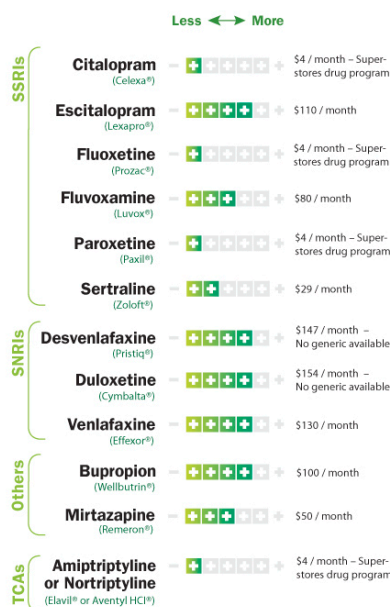 Less More
SSRIs
Citalopram
(Celexa®)
$4 / month – Super-
stores drug program
Escitalopram
(Lexapro®)
$110 / month
Fluoxetine
(Prozac®)
$4 / month – Super-
stores drug program
Fluvoxamine
(Luvox®)
$80 / month
Paroxetine
(Paxil®)
$4 / month – Super-
stores drug program
Sertraline
(Zoloft®)
$29 / month
SNRIs
Desvenlafaxine
(Pristiq®)
$147 / month –
No generic available
Duloxetine
(Cymbalta®)
$154 / month –
No generic available
Venlafaxine
(Effexor®)
$130 / month
Others
Bupropion
(Wellbutrin®)
$100 / month
Mirtazapine
(Remeron®)
$50 / month
TCAs
Amiptriptyline
or Nortriptyline
(Elavil® or Aventyl HCl®)
$4 / month – Super-
stores drug program